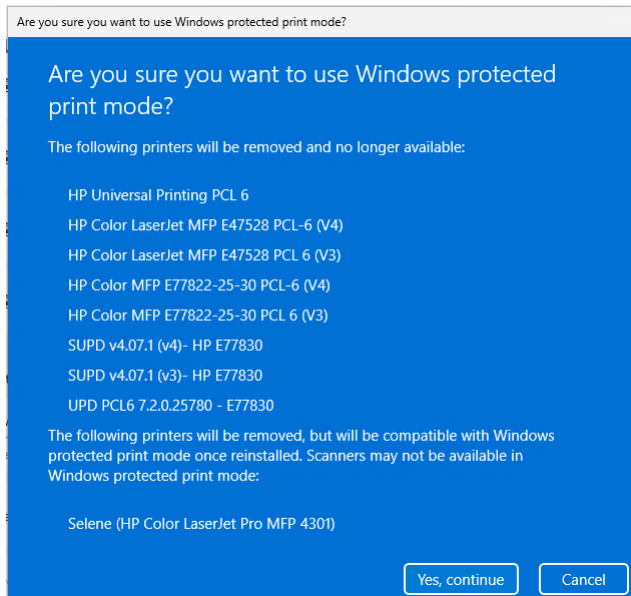 Are you sure you want to use Windows protected print mode?
Are you sure you want to use Windows protected
print mode?
The following printers will be removed and no longer available:
HP Universal Printing PCL 6
HP Color LaserJet MFP E47528 PCL-6 (V4)
HP Color LaserJet MFP E47528 PCL 6 (V3)
HP Color MFP E77822-25-30 PCL-6 (V4)
HP Color MFP E77822-25-30 PCL 6 (V3)
SUPD v4.07.1 (v4)- HP E77830
SUPD v4.07.1 (v3)- HP E77830
UPD PCL6 7.2.0.25780 - E77830
The following printers will be removed, but will be compatible with Windows
protected print mode once reinstalled. Scanners may not be available in
Windows protected print mode:
Selene (HP Color LaserJet Pro MFP 4301)
Yes, continue
Cancel